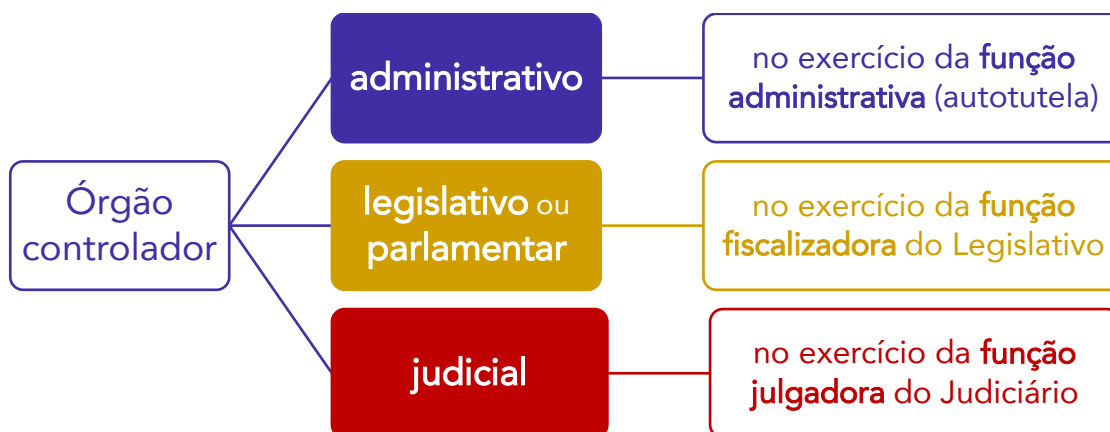 Órgão
controlador
administrativo
no exercício da função
administrativa (autotutela)
legislativo ou
parlamentar
no exercício da função
fiscalizadora do Legislativo
judicial
no exercício da função
julgadora do Judiciário